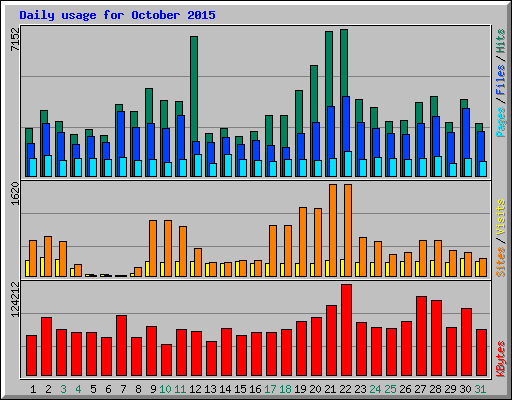 Daily usage for October 2015
7152
1620
124212
Pages / Files / Hits
Sites / Visits
KBytes
1 2 3 4 5 6 7 8 9 10 11 12 13 14 15 16 17 18 19 20 21 22 23 24 25 26 27 28 29 30 31